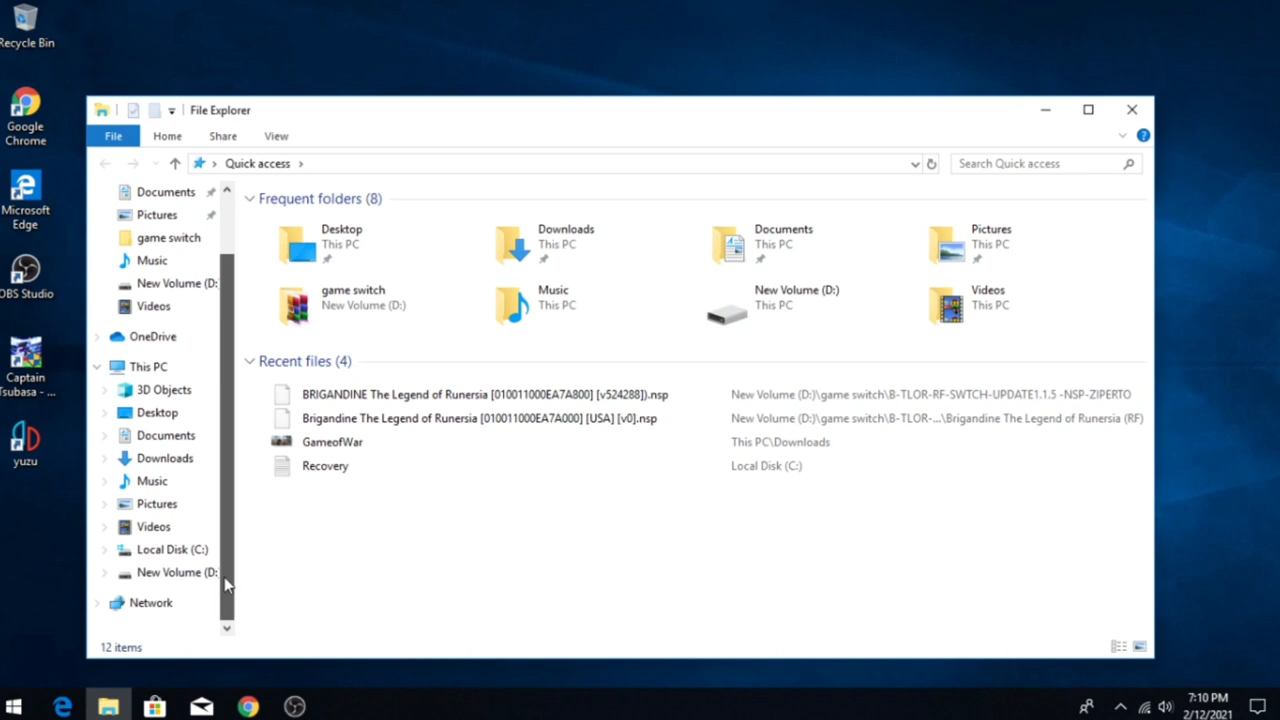 Recycle Bin
Google
Chrome
Microsoft
Edge
OBS Studio
Captain
Tsubasa - ...
yuzu
File Explorer
File
Home
Share
View
Quick access
Search Quick access
Documents
Pictures
game switch
Music
New Volume (D:
Videos
OneDrive
This PC
3D Objects
Desktop
Documents
Downloads
Music
Pictures
Videos
Local Disk (C:)
New Volume (D:
Network
Frequent folders (8)
Desktop
This PC
Downloads
This PC
Documents
This PC
Pictures
This PC
game switch
New Volume (D:)
Music
This PC
New Volume (D:)
This PC
Videos
This PC
Recent files (4)
BRIGANDINE The Legend of Runersia [010011000EA7A800] [v524288]).nsp
New Volume (D:)\game switch\B-TLOR-RF-SWTCH-UPDATE1.1.5 -NSP-ZIPERTO
Brigandine The Legend of Runersia [010011000EA7A000] [USA] [v0].nsp
New Volume (D:)\game switch\B-TLOR-...\Brigandine The Legend of Runersia (RF)
GameofWar
This PC\Downloads
Recovery
Local Disk (C:)
12 items
7:10 PM
2/12/2021